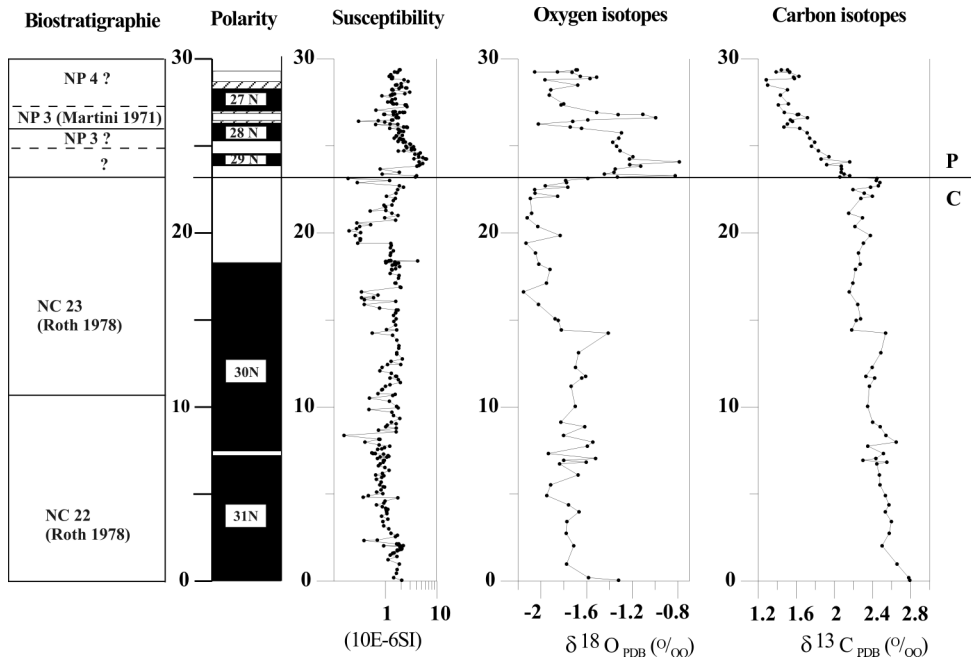 Biostratigraphie Polarity Susceptibility Oxygen isotopes Carbon isotopes
30 30 30 30
NP 4 ?
27 N
NP 3 (Martini 1971)
28 N
NP 3 ?
29 N
?
P
C
20 20 20 20
NC 23
(Roth 1978)
30N
10 10 10 10
31N
NC 22
(Roth 1978)
0 0 0 0
1 10 -2 -1.6 -1.2 -0.8 1.2 1.6 2 2.4 2.8
(10E-6SI) δ 18 O PDB (o/oo) δ 13 C PDB (o/oo)